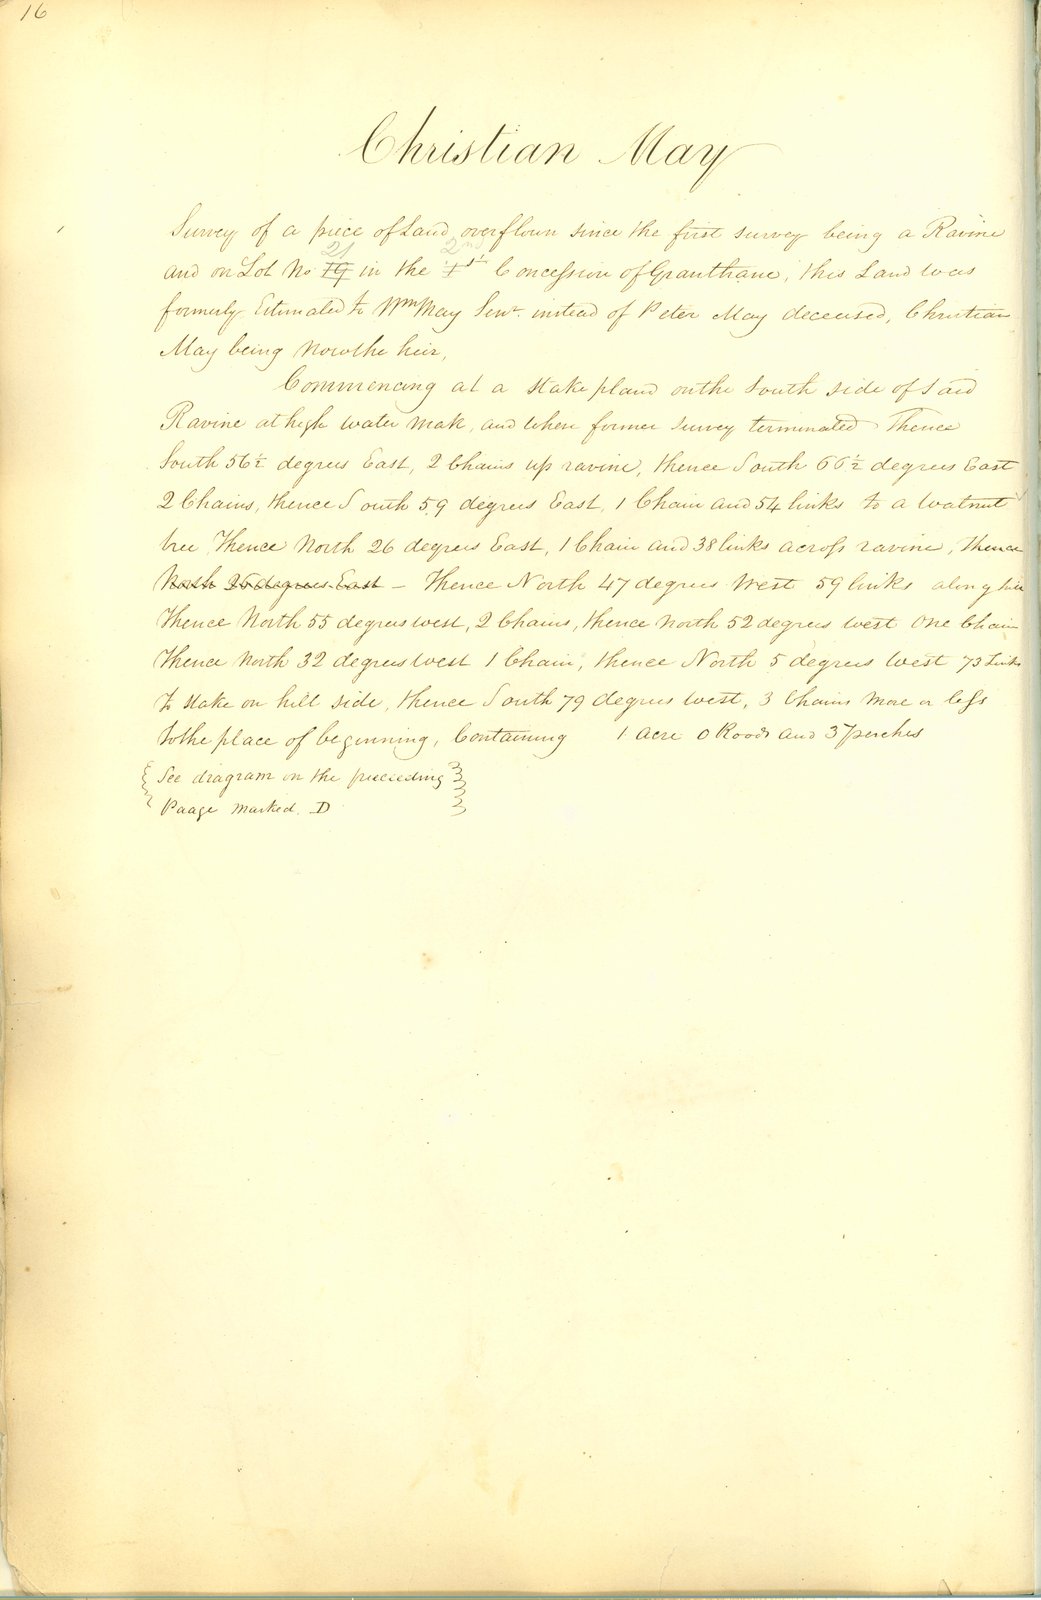 16
Christian May
Survey of a piece of Land overflown since the first survey being a Ravine
21 2nd
and on Lot No 19 in the 1st Concession of Granthane, this Land was
formerly Estimated to Wm May Senr. instead of Peter May deceased, Christian
May being Now the heir,
Commencing at a stake pland on the South side of Said
Ravine at high water mak, and where former survey terminated Thence
South 56½ degrees East, 2 Chains up ravine, thence South 66½ degrees East
2 Chains, thence South 59 degrees East, 1 Chain and 54 links to a walnut
tree Thence North 26 degrees East, 1 Chain and 38 links across ravine, thence
North 26 degrees East – Thence North 47 degrees West 59 links along hill
Thence North 55 degrees west, 2 Chains, thence North 52 degrees west One Chain
Thence North 32 degrees west 1 Chain, thence North 5 degrees west 73 Links
To stake on hill side, thence South 79 degrees west, 3 Chains more or less
to the place of beginning, Containing 1 acre 0 Roods and 37 perches
See diagram on the preceeding
Paage marked. D